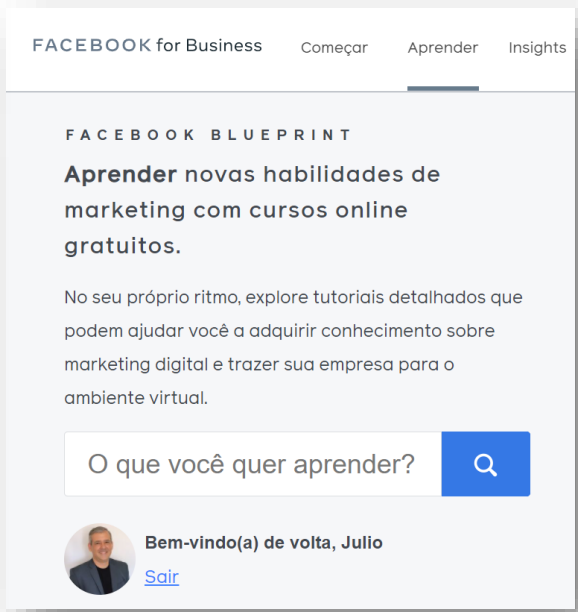 FACEBOOK for Business Começar Aprender Insights
FACEBOOK BLUEPRINT
Aprender novas habilidades de
marketing com cursos online
gratuitos.
No seu próprio ritmo, explore tutoriais detalhados que
podem ajudar você a adquirir conhecimento sobre
marketing digital e trazer sua empresa para o
ambiente virtual.
O que você quer aprender?
Bem-vindo(a) de volta, Julio
Sair